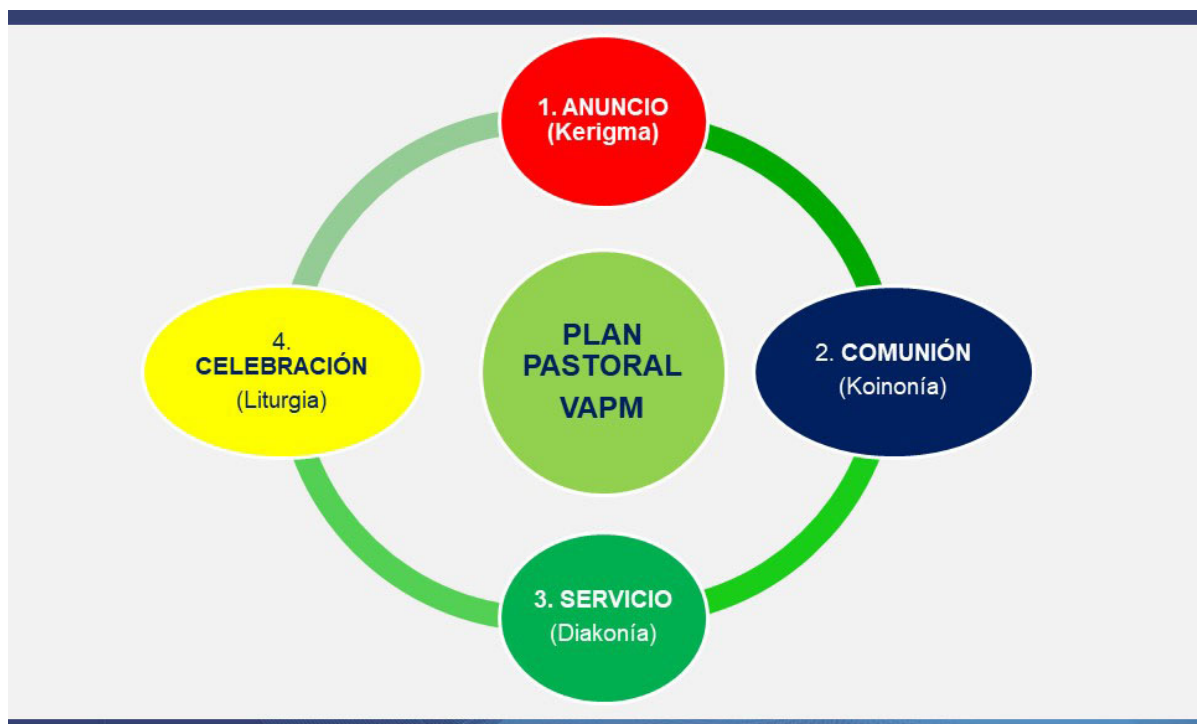 1. ANUNCIO
(Kerigma)
PLAN
PASTORAL
VAPM
2. COMUNIÓN
(Koinonía)
3. SERVICIO
(Diakonía)
4.
CELEBRACIÓN
(Liturgia)